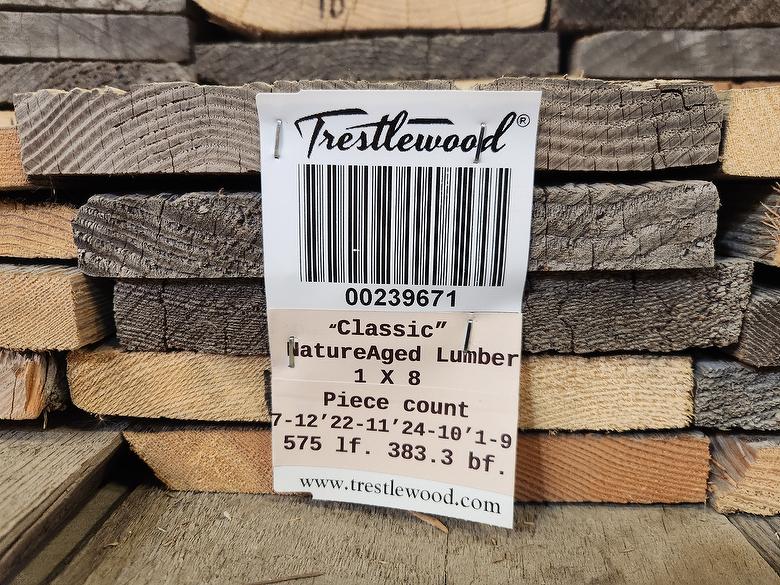 Trestlewood®
00239671
"Classic"
NatureAged Lumber
1 X 8
Piece count
7-12'22-11'24-10'1-9
575 lf. 383.3 bf.
www.trestlewood.com